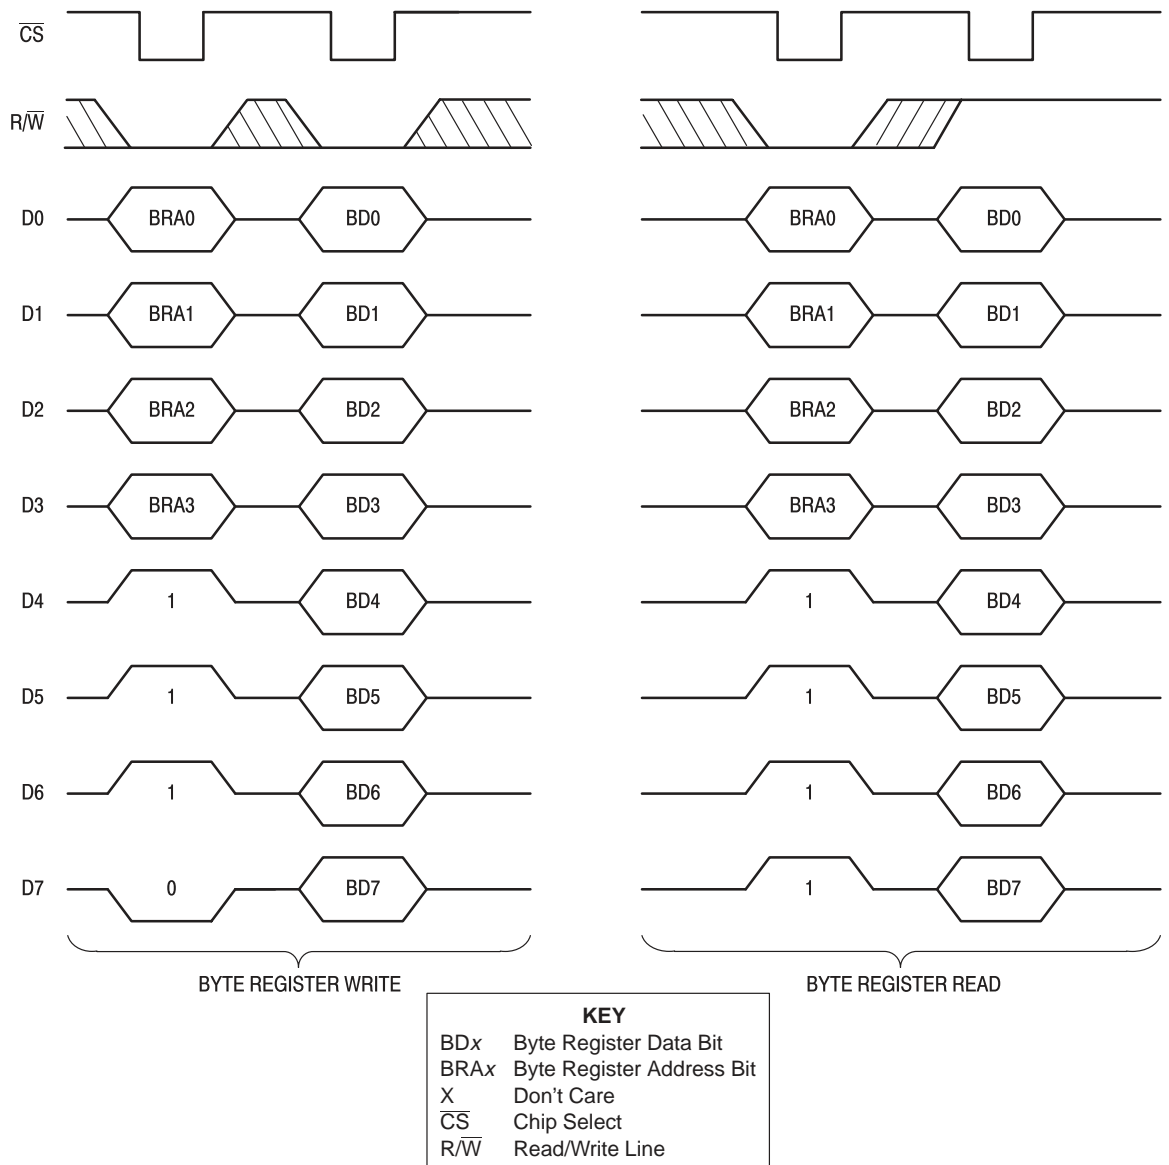 C̅S̅
R/W̅
D0 BRA0 BD0 BRA0 BD0
D1 BRA1 BD1 BRA1 BD1
D2 BRA2 BD2 BRA2 BD2
D3 BRA3 BD3 BRA3 BD3
D4 1 BD4 1 BD4
D5 1 BD5 1 BD5
D6 1 BD6 1 BD6
D7 0 BD7 1 BD7
BYTE REGISTER WRITE BYTE REGISTER READ
KEY
BDx Byte Register Data Bit
BRAx Byte Register Address Bit
X Don't Care
C̅S̅ Chip Select
R/W̅ Read/Write Line